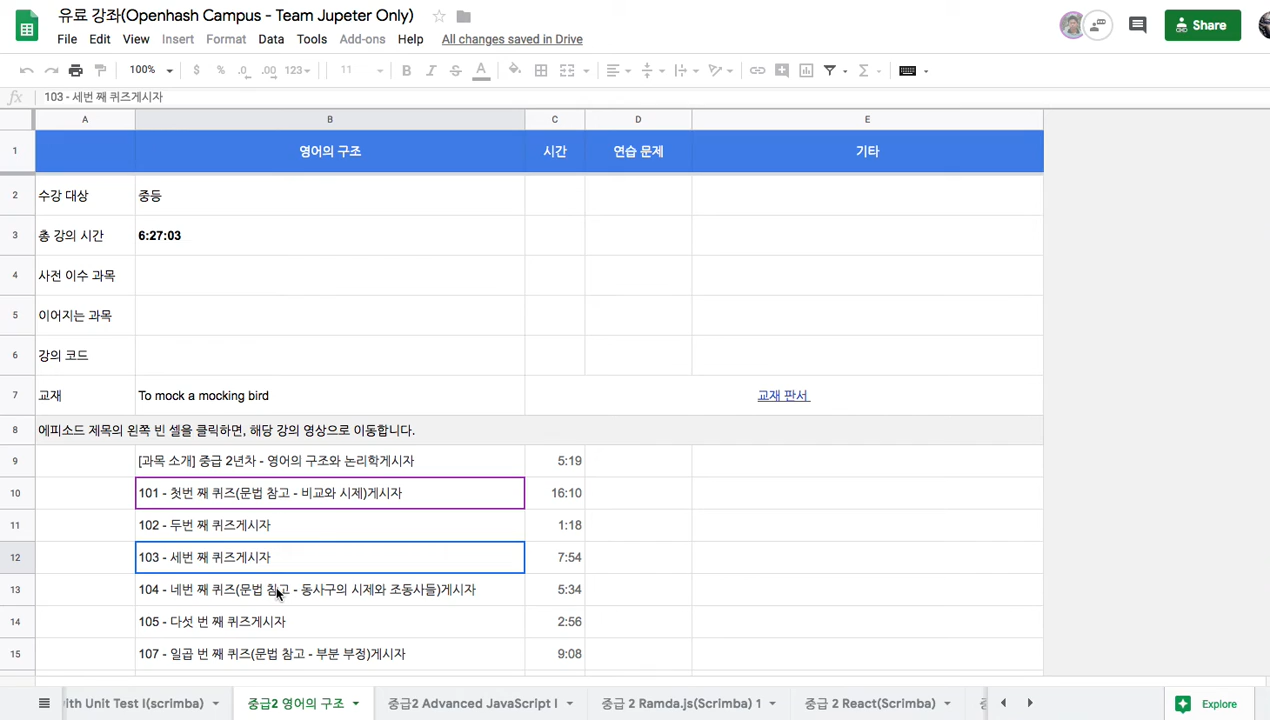 유료 강좌(Openhash Campus - Team Jupeter Only)
File Edit View Insert Format Data Tools Add-ons Help All changes saved in Drive
Share
100% $ % .0 .00 123 11 B I S A
fx 103 - 세번 째 퀴즈게시자
A B C D E
1 영어의 구조 시간 연습 문제 기타
2 수강 대상 중등
3 총 강의 시간 6:27:03
4 사전 이수 과목
5 이어지는 과목
6 강의 코드
7 교재 To mock a mocking bird 교재 판서
8 에피소드 제목의 왼쪽 빈 셀을 클릭하면, 해당 강의 영상으로 이동합니다.
9 [과목 소개] 중급 2년차 - 영어의 구조와 논리학게시자 5:19
10 101 - 첫번 째 퀴즈(문법 참고 - 비교와 시제)게시자 16:10
11 102 - 두번 째 퀴즈게시자 1:18
12 103 - 세번 째 퀴즈게시자 7:54
13 104 - 네번 째 퀴즈(문법 참고 - 동사구의 시제와 조동사들)게시자 5:34
14 105 - 다섯 번 째 퀴즈게시자 2:56
15 107 - 일곱 번 째 퀴즈(문법 참고 - 부분 부정)게시자 9:08
ith Unit Test I(scrimba) 중급2 영어의 구조 중급2 Advanced JavaScript I 중급 2 Ramda.js(Scrimba) 1 중급 2 React(Scrimba) Explore